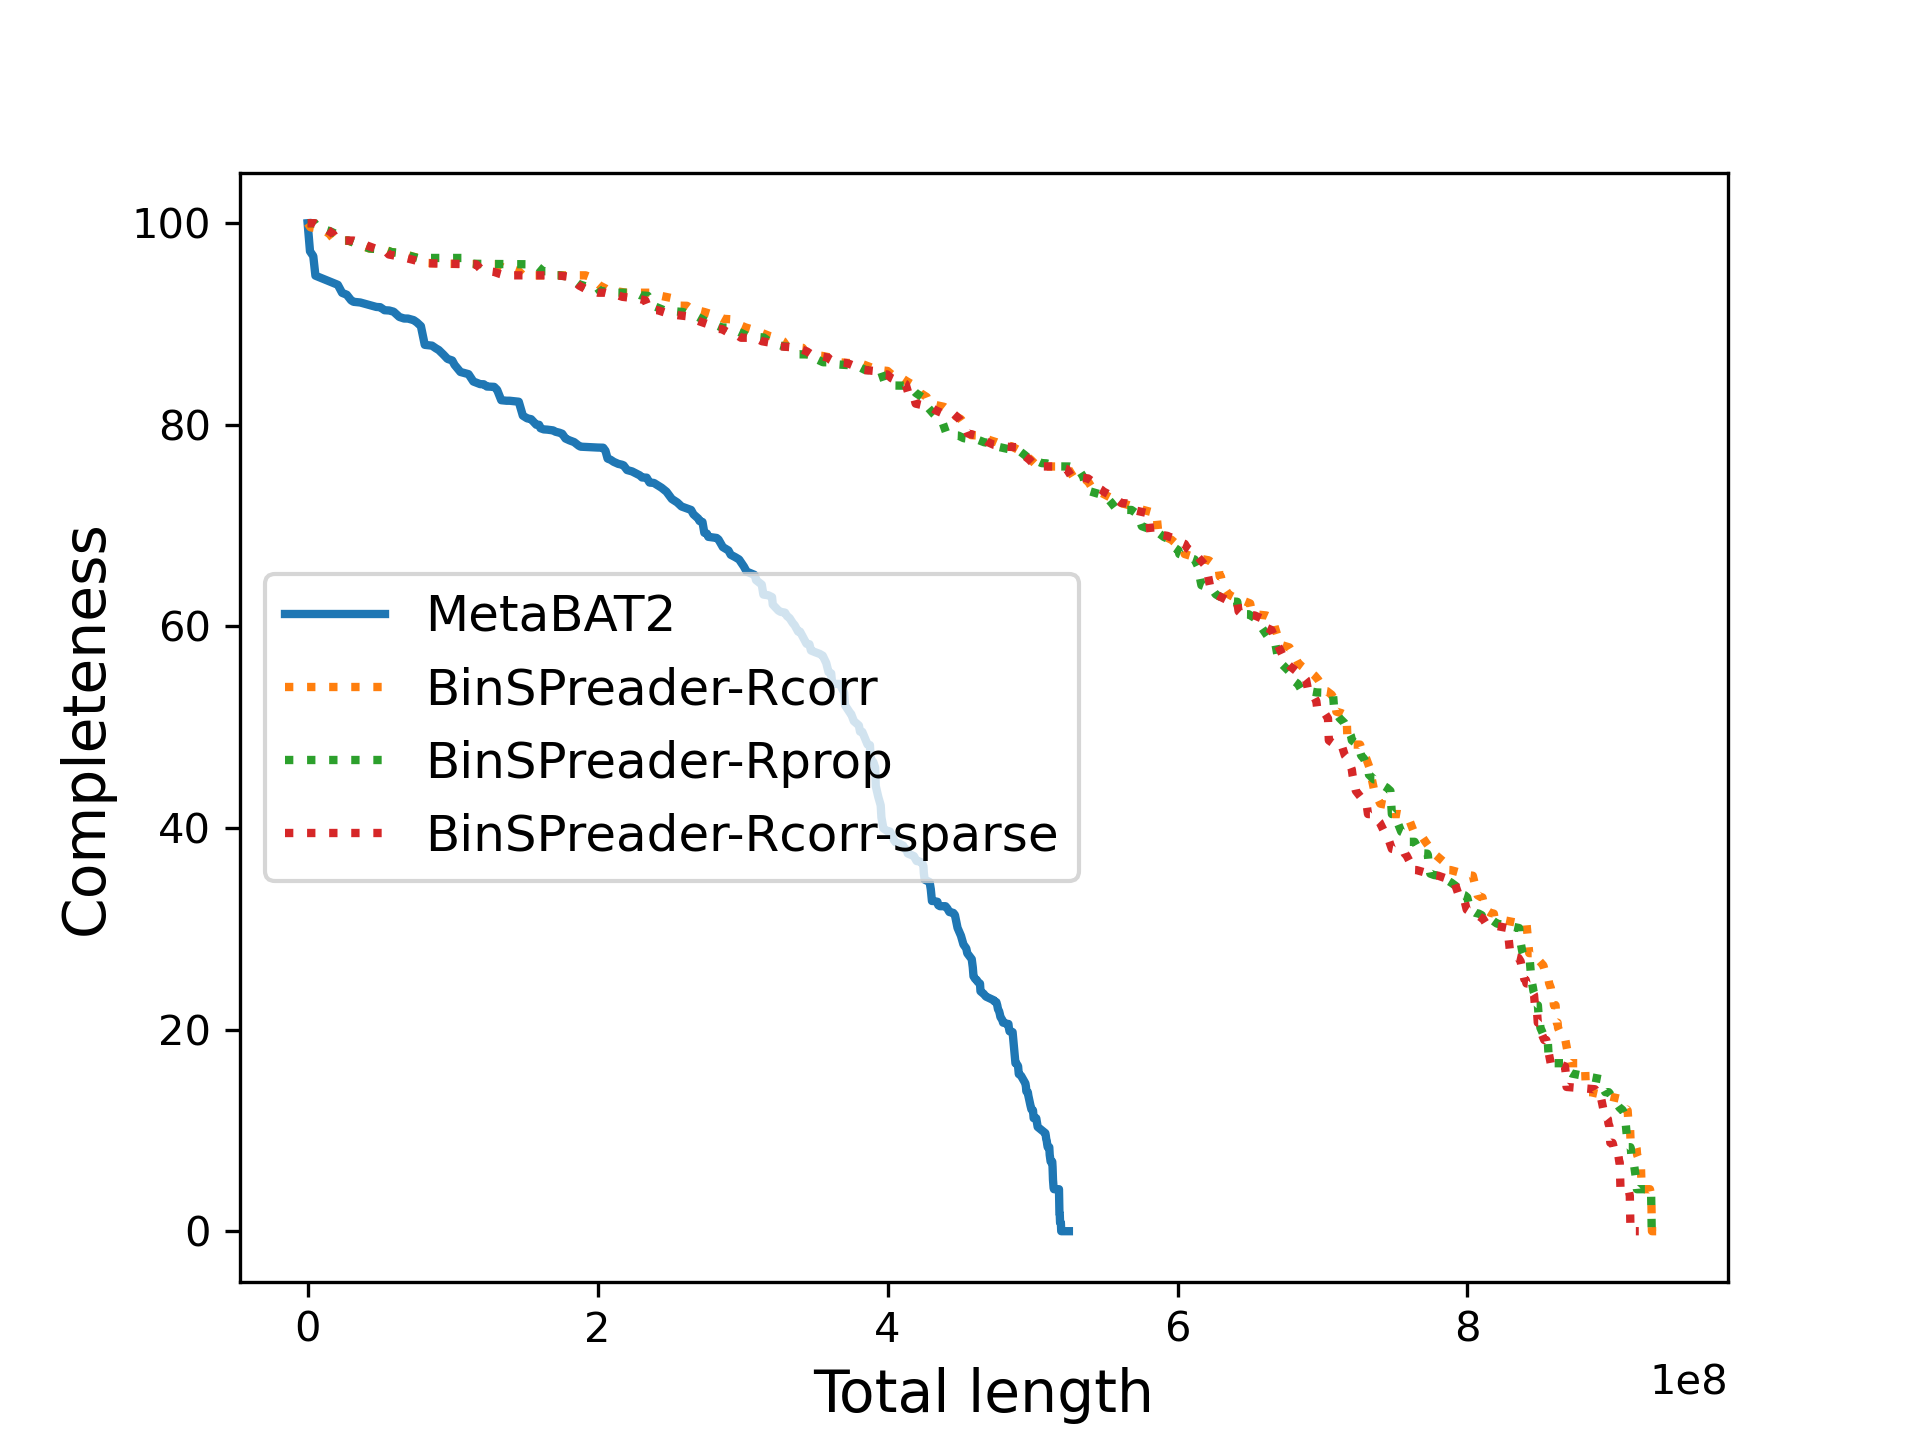 100
80
60
40
20
0
Completeness
MetaBAT2
BinSPreader-Rcorr
BinSPreader-Rprop
BinSPreader-Rcorr-sparse
0 2 4 6 8
1e8
Total length